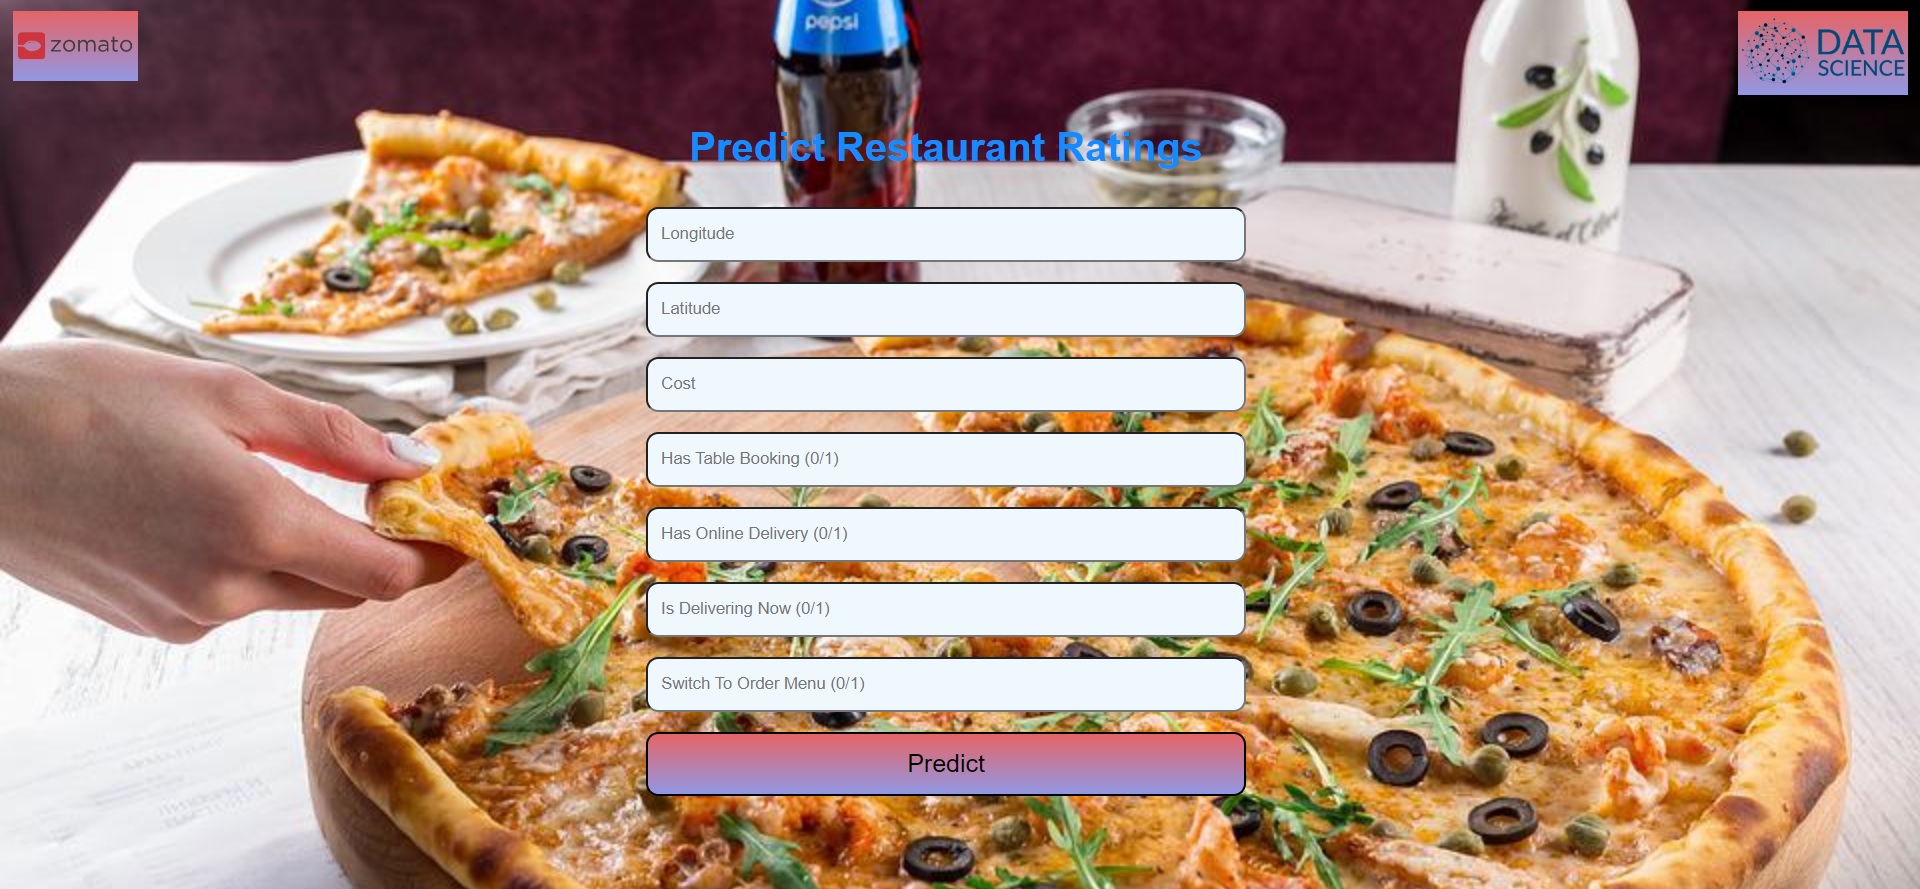 zomato
pepsi
DATA
SCIENCE
Predict Restaurant Ratings
Longitude
Latitude
Cost
Has Table Booking (0/1)
Has Online Delivery (0/1)
Is Delivering Now (0/1)
Switch To Order Menu (0/1)
Predict